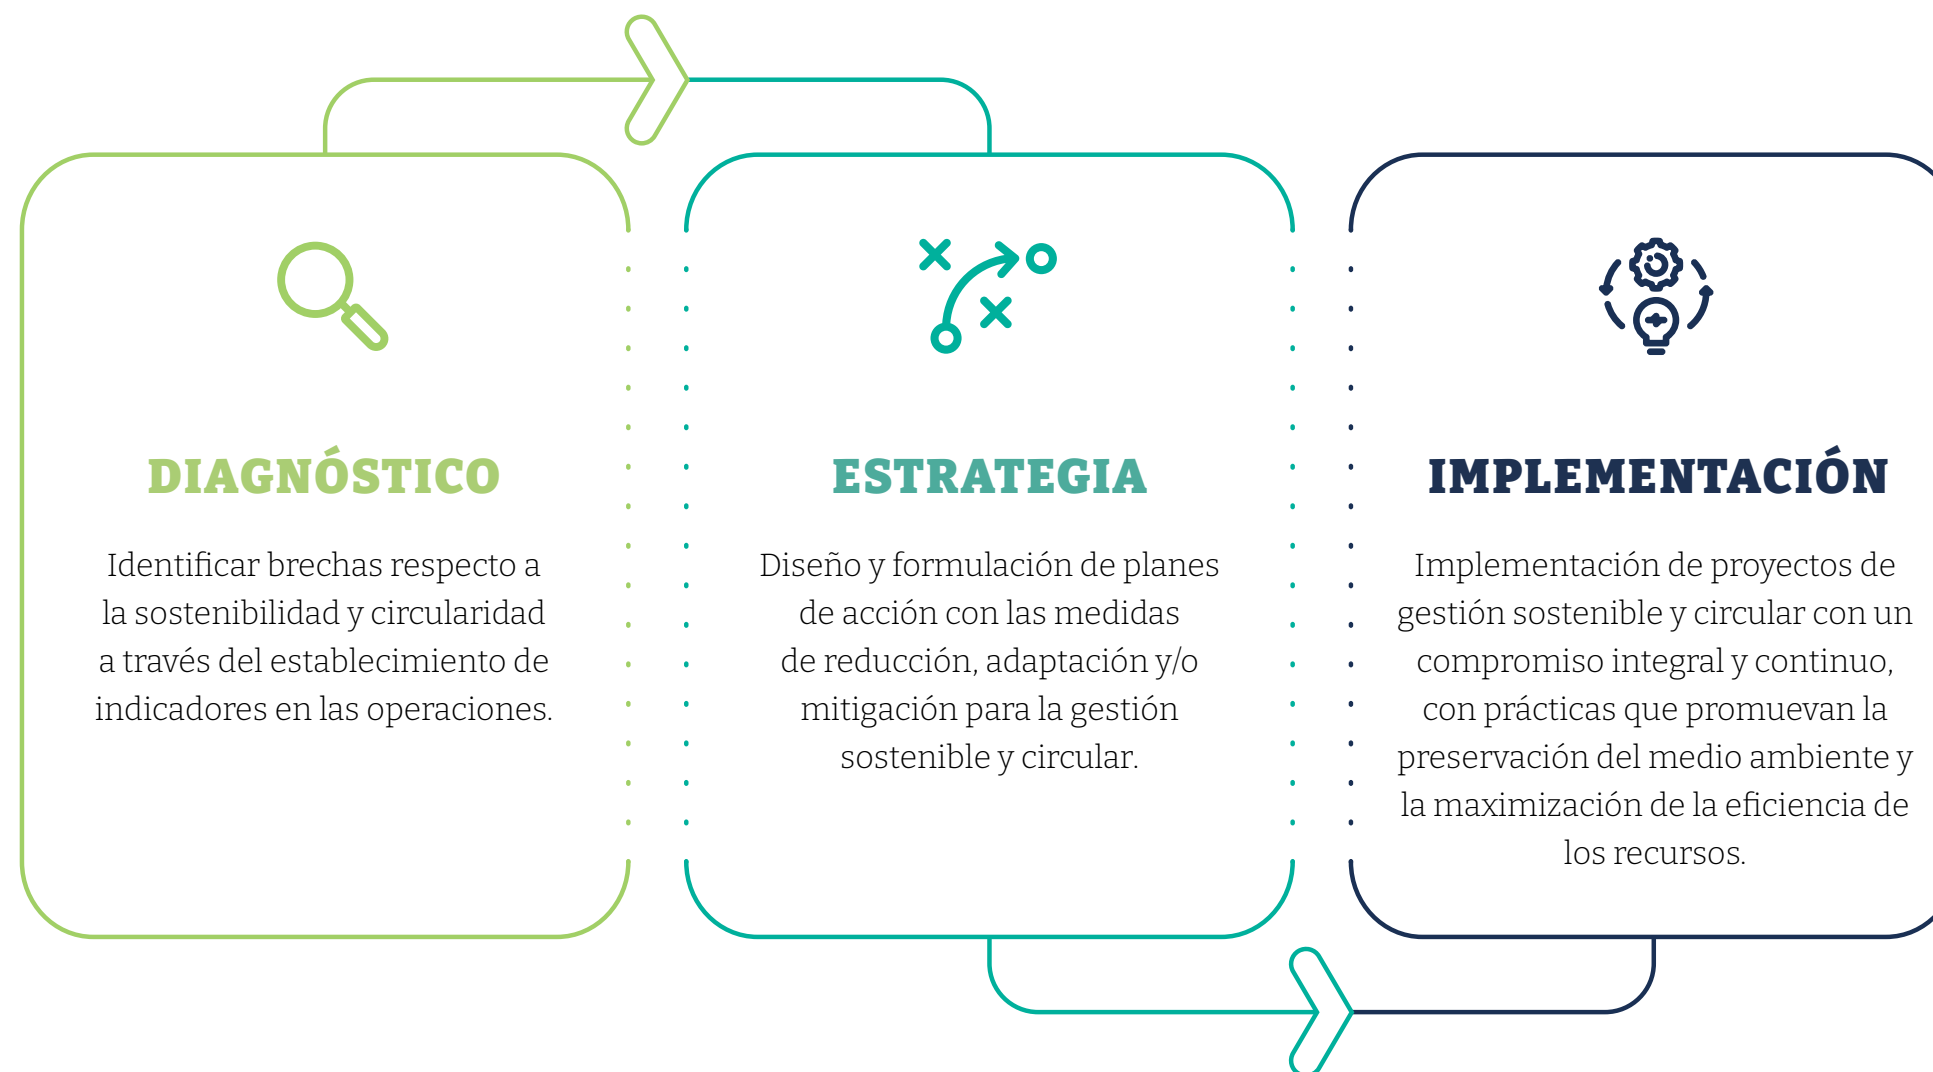 DIAGNÓSTICO
Identificar brechas respecto a
la sostenibilidad y circularidad
a través del establecimiento de
indicadores en las operaciones.
ESTRATEGIA
Diseño y formulación de planes
de acción con las medidas
de reducción, adaptación y/o
mitigación para la gestión
sostenible y circular.
IMPLEMENTACIÓN
Implementación de proyectos de
gestión sostenible y circular con un
compromiso integral y continuo,
con prácticas que promuevan la
preservación del medio ambiente y
la maximización de la eficiencia de
los recursos.